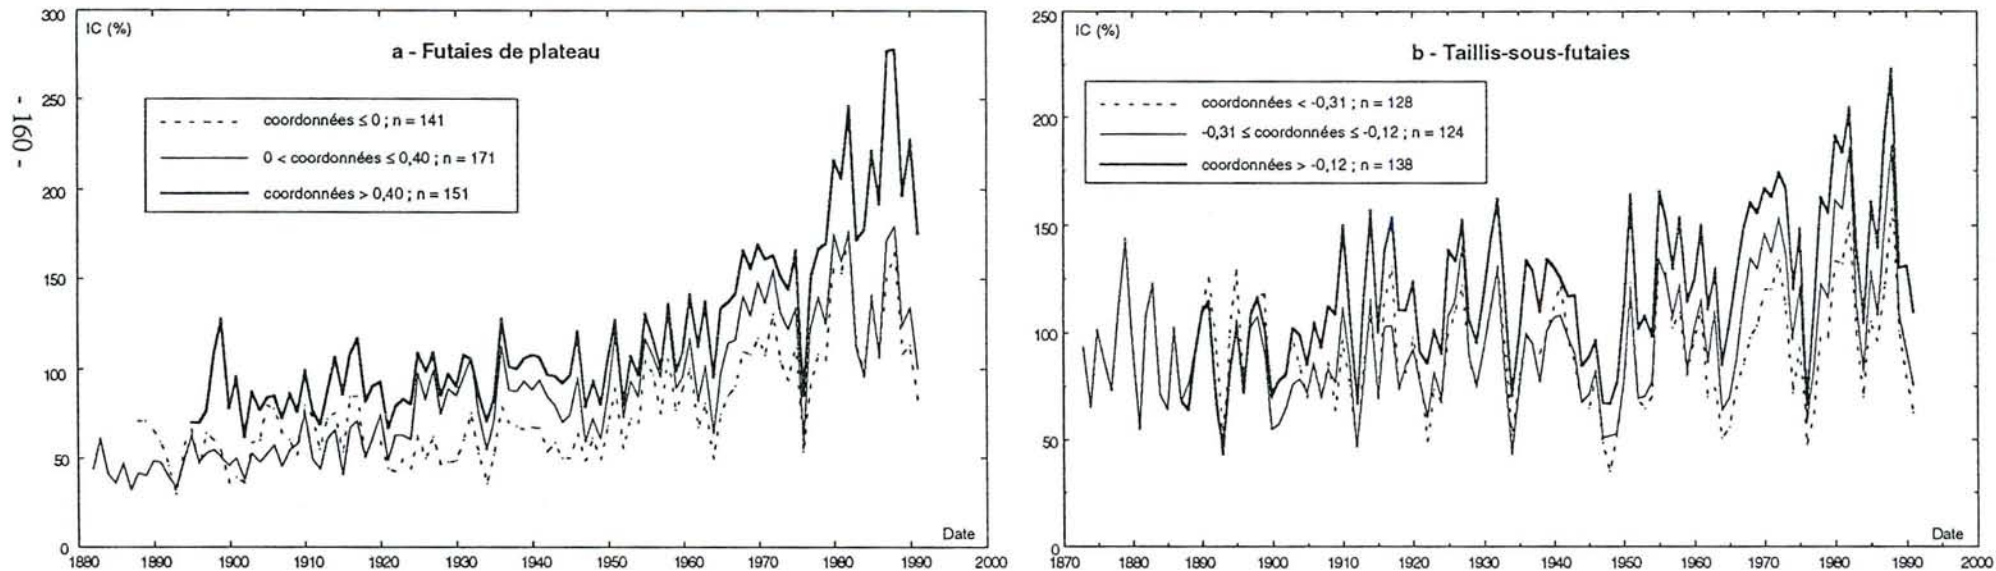 - 160 -
IC (%)
a - Futaies de plateau
coordonnées ≤ 0 ; n = 141
0 < coordonnées ≤ 0,40 ; n = 171
coordonnées > 0,40 ; n = 151
300
250
200
150
100
50
0
Date
1880 1890 1900 1910 1920 1930 1940 1950 1960 1970 1980 1990 2000
IC (%)
b - Taillis-sous-futaies
coordonnées < -0,31 ; n = 128
-0,31 ≤ coordonnées ≤ -0,12 ; n = 124
coordonnées > -0,12 ; n = 138
250
200
150
100
50
0
Date
1870 1880 1890 1900 1910 1920 1930 1940 1950 1960 1970 1980 1990 2000